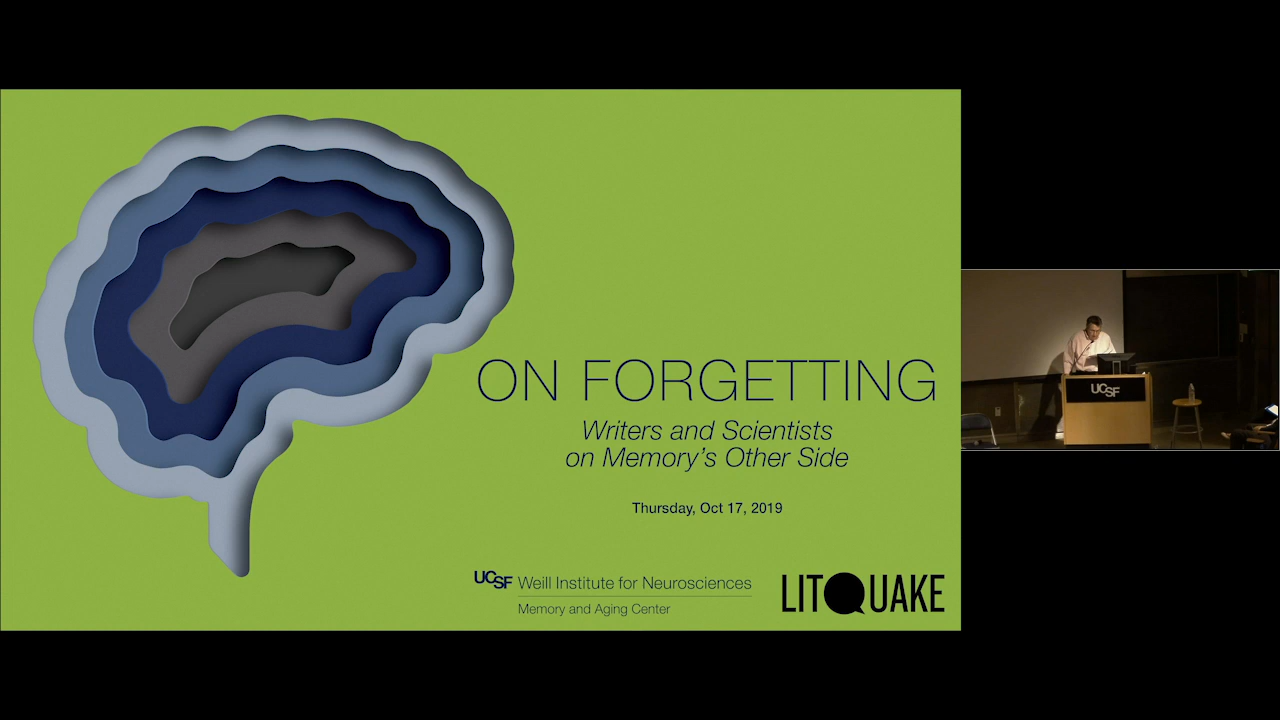 ON FORGETTING
Writers and Scientists
on Memory's Other Side
Thursday, Oct 17, 2019
UCSF Weill Institute for Neurosciences
Memory and Aging Center
LITQUAKE
UCSF